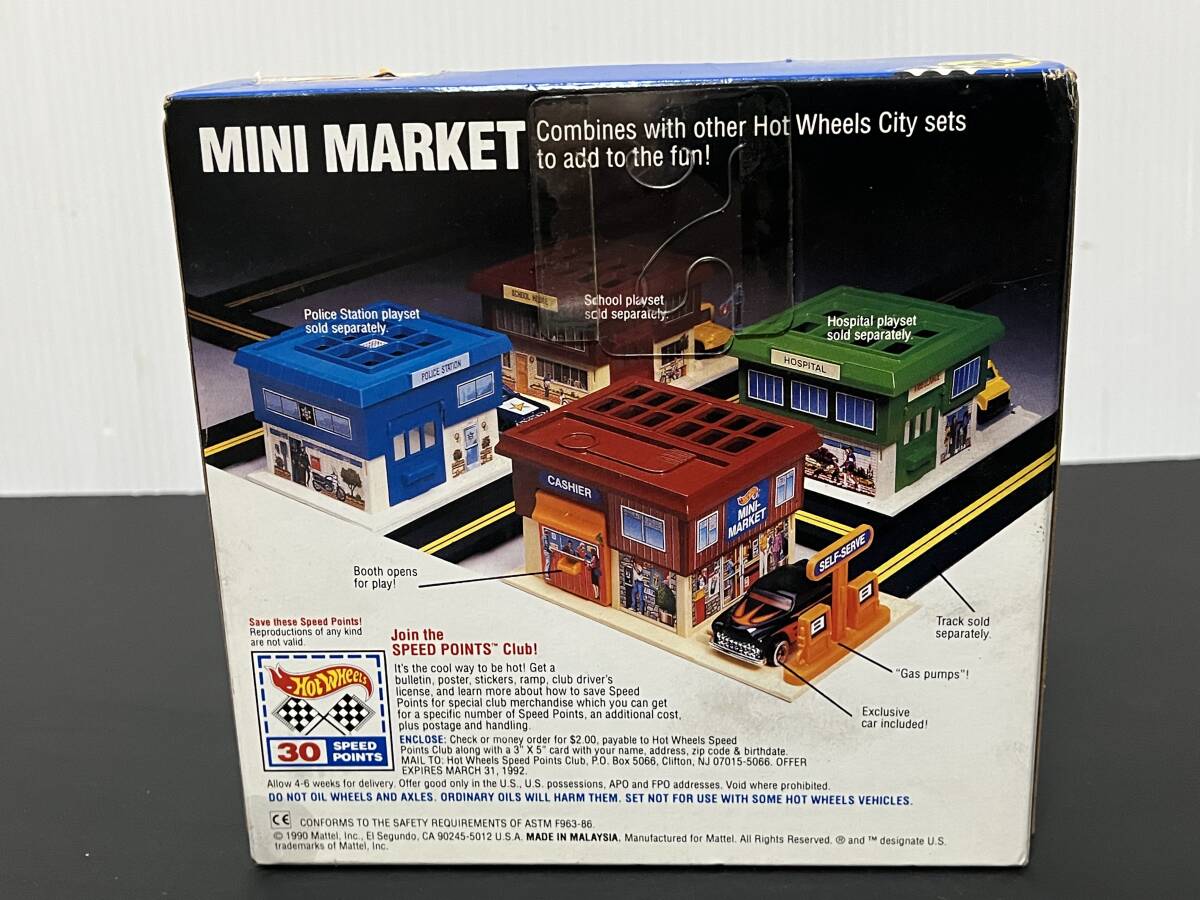 MINI MARKET
Combines with other Hot Wheels City sets
to add to the fun!
Police Station playset
sold separately.
School playset
sold separately.
Hospital playset
sold separately.
SCHOOL HOUSE
POLICE STATION
HOSPITAL
CASHIER
MINI-
MARKET
SELF-SERVE
Booth opens
for play!
Track sold
separately.
"Gas pumps"!
Exclusive
car included!
Save these Speed Points!
Reproductions of any kind
are not valid.
Hot Wheels
30 SPEED
POINTS
Join the
SPEED POINTS™ Club!
It's the cool way to be hot! Get a
bulletin, poster, stickers, ramp, club driver's
license, and learn more about how to save Speed
Points for special club merchandise which you can get
for a specific number of Speed Points, an additional cost,
plus postage and handling.
ENCLOSE: Check or money order for $2.00, payable to Hot Wheels Speed
Points Club along with a 3" X 5" card with your name, address, zip code & birthdate.
MAIL TO: Hot Wheels Speed Points Club, P.O. Box 5066, Clifton, NJ 07015-5066. OFFER
EXPIRES MARCH 31, 1992.
Allow 4-6 weeks for delivery. Offer good only in the U.S., U.S. possessions, APO and FPO addresses. Void where prohibited.
DO NOT OIL WHEELS AND AXLES. ORDINARY OILS WILL HARM THEM. SET NOT FOR USE WITH SOME HOT WHEELS VEHICLES.
CE CONFORMS TO THE SAFETY REQUIREMENTS OF ASTM F963-86.
© 1990 Mattel, Inc., El Segundo, CA 90245-5012 U.S.A. MADE IN MALAYSIA. Manufactured for Mattel. All Rights Reserved. ® and ™ designate U.S.
trademarks of Mattel, Inc.